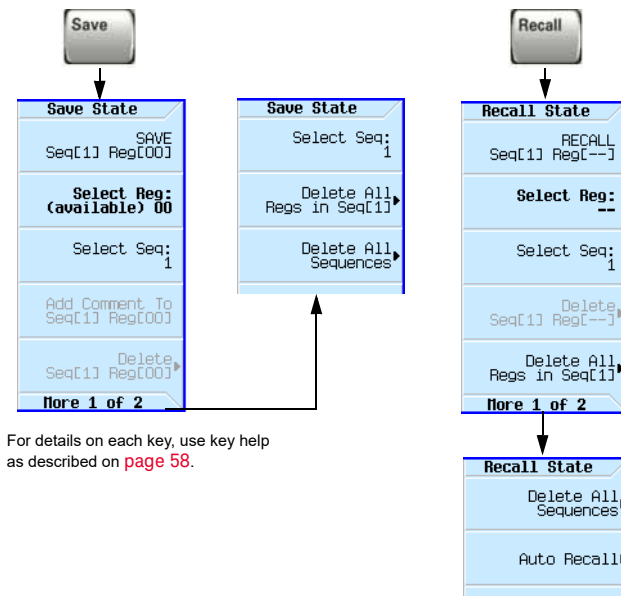 Save
Save State
SAVE
Seq[1] Reg[00]
Select Reg:
(available) 00
Select Seq:
1
Add Comment To
Seq[1] Reg[00]
Delete
Seq[1] Reg[00]
More 1 of 2
For details on each key, use key help
as described on page 58.
Save State
Select Seq:
1
Delete All
Regs in Seq[1]
Delete All
Sequences
Recall
Recall State
RECALL
Seq[1] Reg[--]
Select Reg:
--
Select Seq:
1
Delete
Seq[1] Reg[--]
Delete All
Regs in Seq[1]
More 1 of 2
Recall State
Delete All
Sequences
Auto Recall